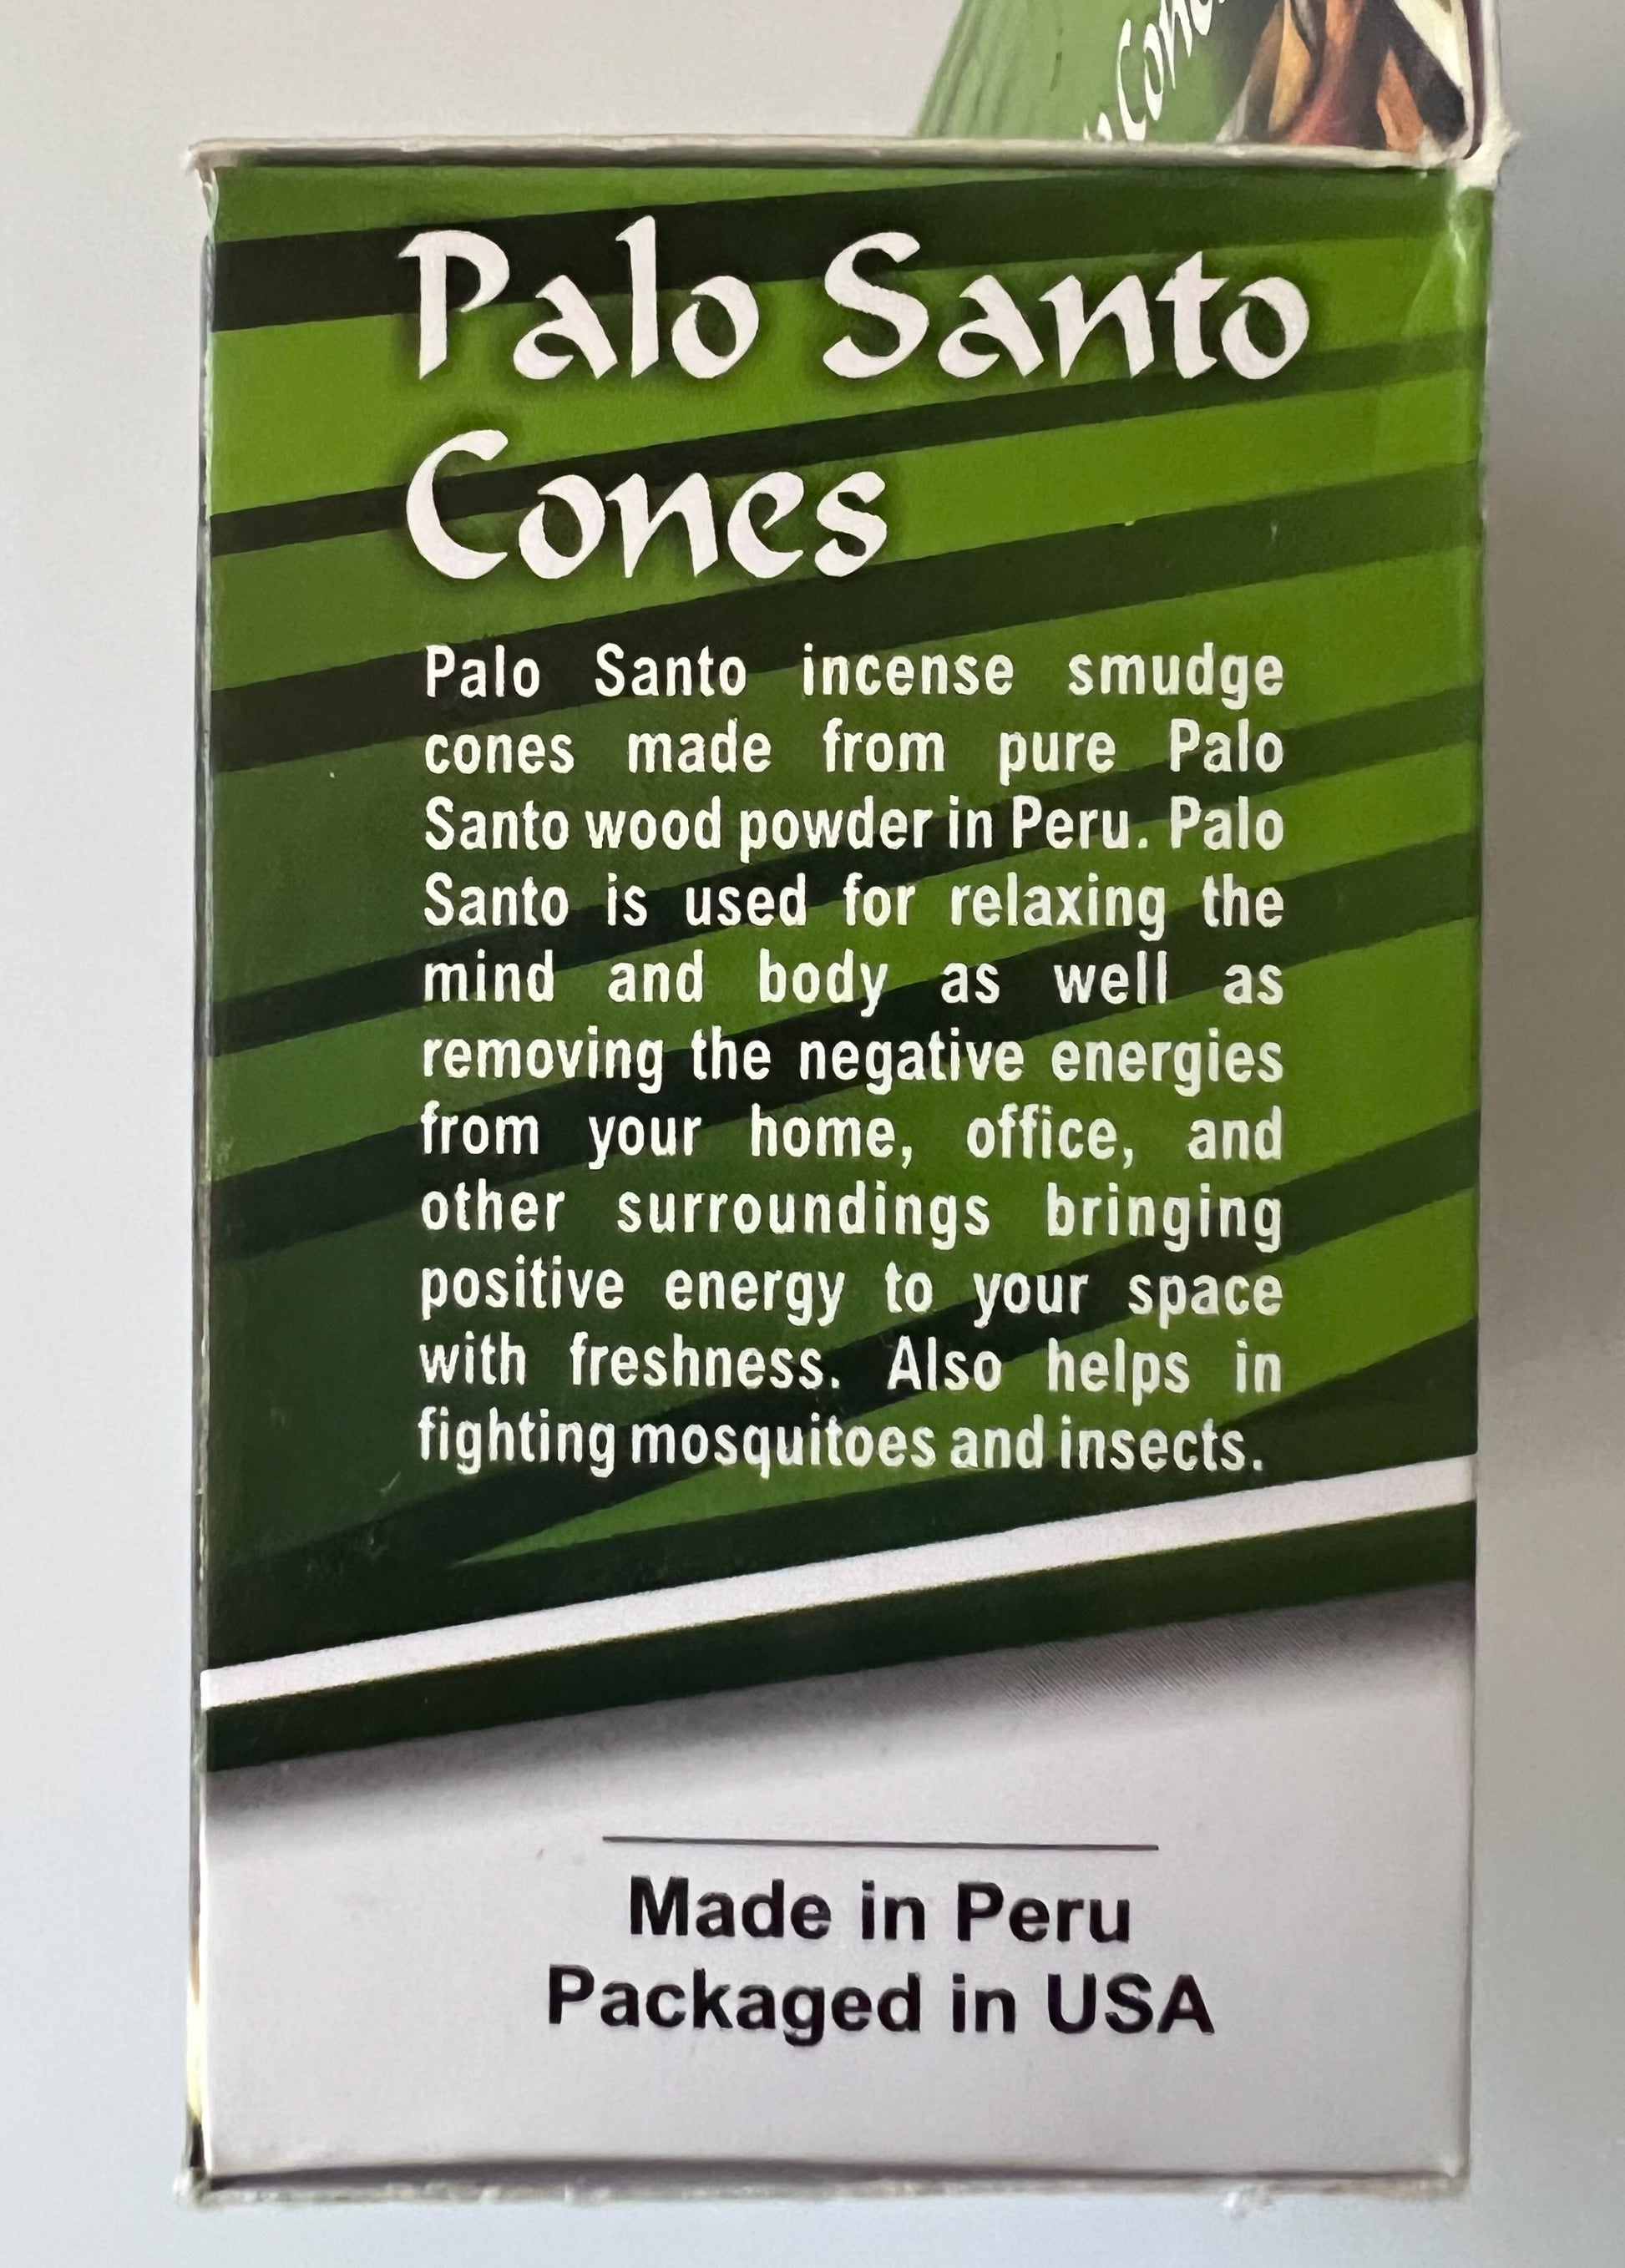 Cone
Palo Santo
Cones
Palo Santo incense smudge
cones made from pure Palo
Santo wood powder in Peru. Palo
Santo is used for relaxing the
mind and body as well as
removing the negative energies
from your home, office, and
other surroundings bringing
positive energy to your space
with freshness. Also helps in
fighting mosquitoes and insects.
Made in Peru
Packaged in USA